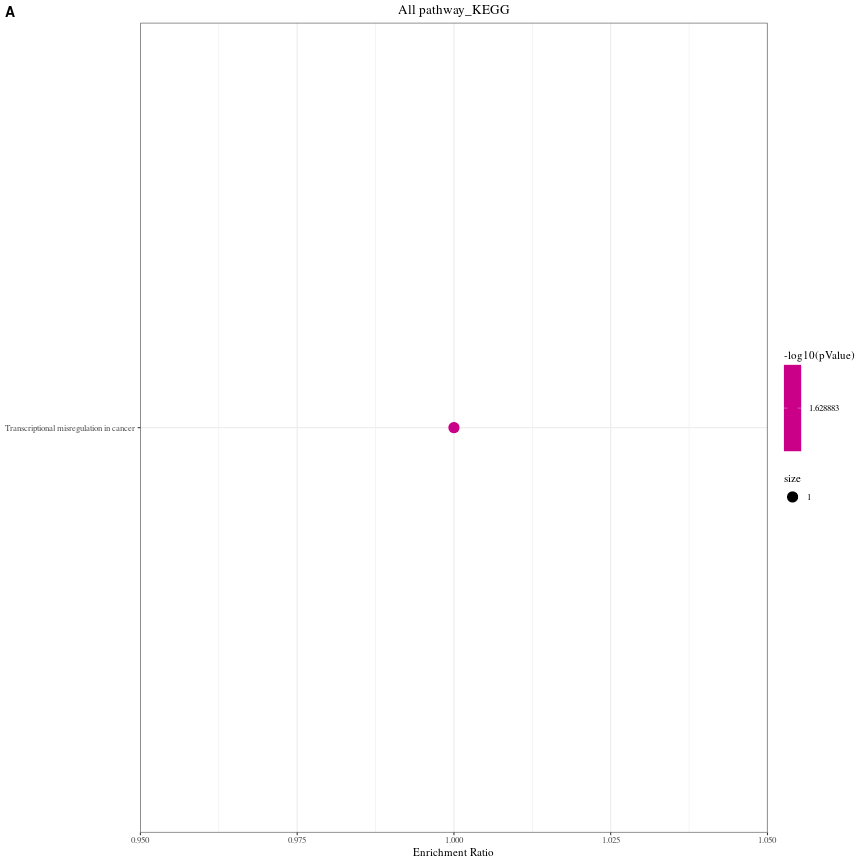 A
All pathway_KEGG
-log10(pValue)
1.628883
Transcriptional misregulation in cancer
size
1
0.950 0.975 1.000 1.025 1.050
Enrichment Ratio